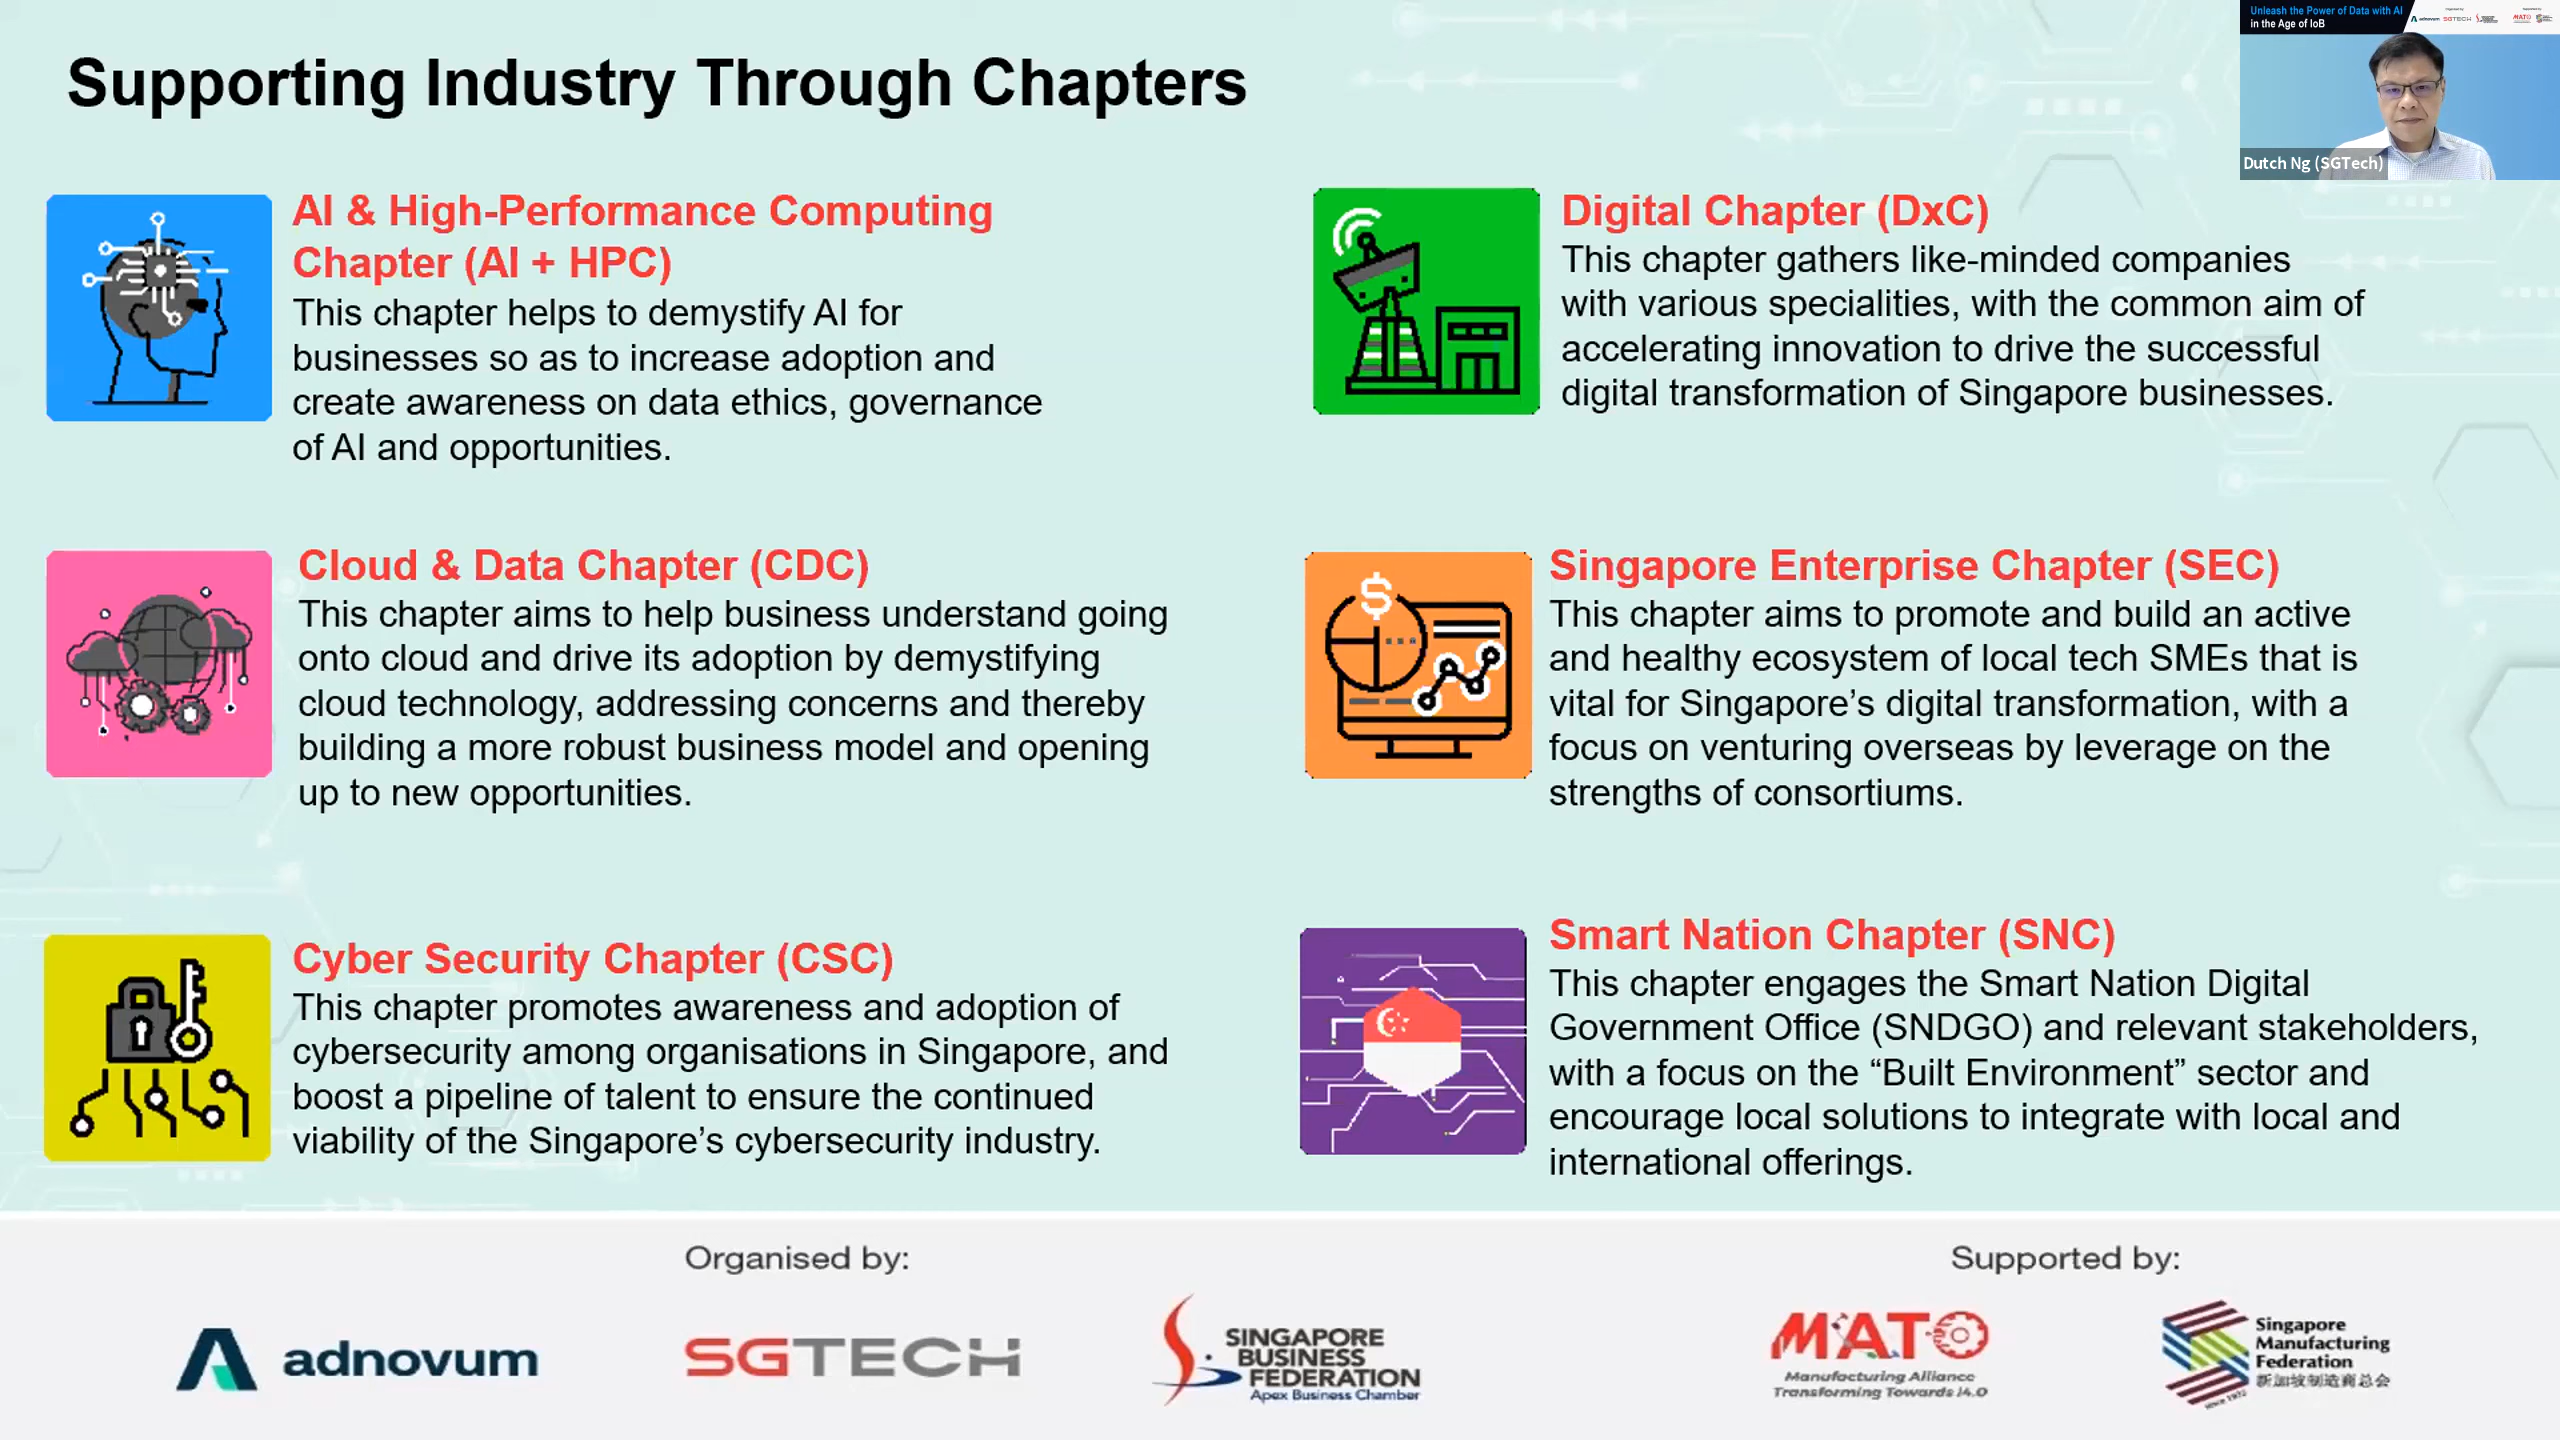 Supporting Industry Through Chapters
Unleash the Power of Data with AI
in the Age of IoB
Dutch Ng (SGTech)
AI & High-Performance Computing
Chapter (AI + HPC)
This chapter helps to demystify AI for
businesses so as to increase adoption and
create awareness on data ethics, governance
of AI and opportunities.
Digital Chapter (DxC)
This chapter gathers like-minded companies
with various specialities, with the common aim of
accelerating innovation to drive the successful
digital transformation of Singapore businesses.
Cloud & Data Chapter (CDC)
This chapter aims to help business understand going
onto cloud and drive its adoption by demystifying
cloud technology, addressing concerns and thereby
building a more robust business model and opening
up to new opportunities.
Singapore Enterprise Chapter (SEC)
This chapter aims to promote and build an active
and healthy ecosystem of local tech SMEs that is
vital for Singapore’s digital transformation, with a
focus on venturing overseas by leverage on the
strengths of consortiums.
Cyber Security Chapter (CSC)
This chapter promotes awareness and adoption of
cybersecurity among organisations in Singapore, and
boost a pipeline of talent to ensure the continued
viability of the Singapore’s cybersecurity industry.
Smart Nation Chapter (SNC)
This chapter engages the Smart Nation Digital
Government Office (SNDGO) and relevant stakeholders,
with a focus on the “Built Environment” sector and
encourage local solutions to integrate with local and
international offerings.
Organised by:
adnovum
SGTECH
SINGAPORE
BUSINESS
FEDERATION
Apex Business Chamber
Supported by:
MATO
Manufacturing Alliance
Transforming Towards i4.0
Singapore
Manufacturing
Federation
新加坡制造商总会